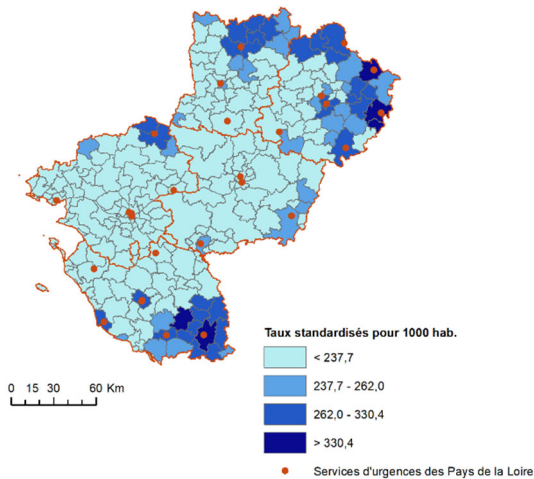 Taux standardisés pour 1000 hab.
< 237,7
237,7 - 262,0
262,0 - 330,4
> 330,4
Services d'urgences des Pays de la Loire
0 15 30 60 Km